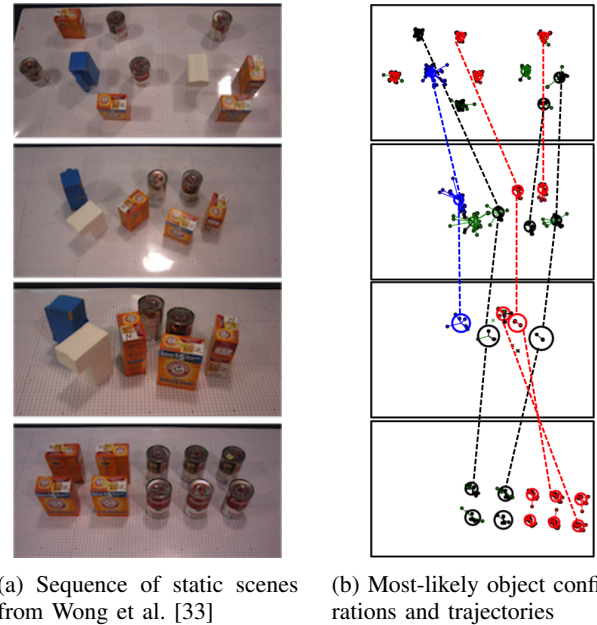 (a) Sequence of static scenes
from Wong et al. [33]
(b) Most-likely object confi
rations and trajectories